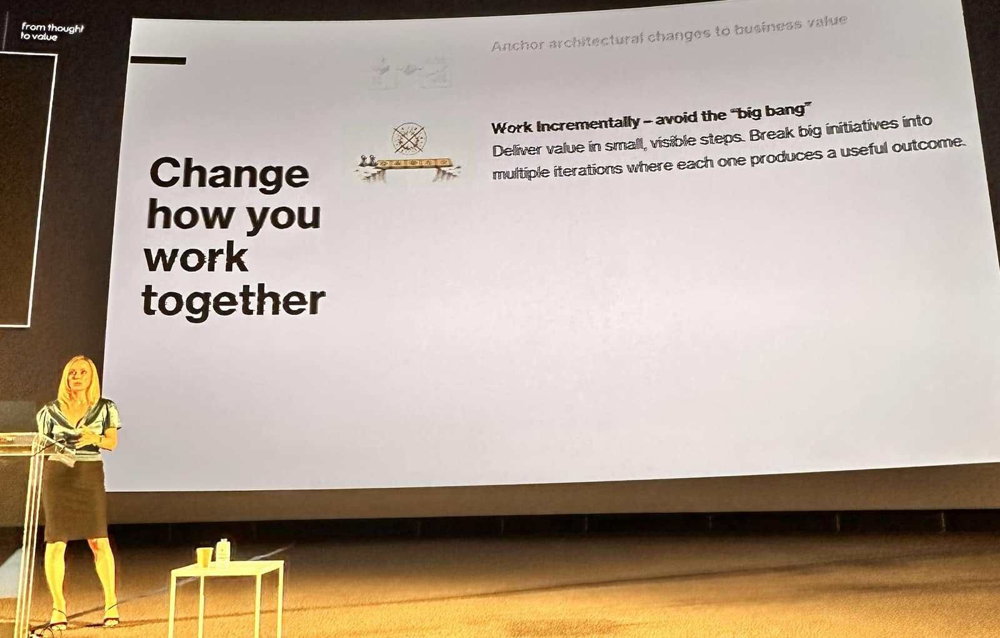 from thought
to value
Change
how you
work
together
Anchor architectural changes to business value
Work Incrementally – avoid the “big bang”
Deliver value in small, visible steps. Break big initiatives into
multiple iterations where each one produces a useful outcome.